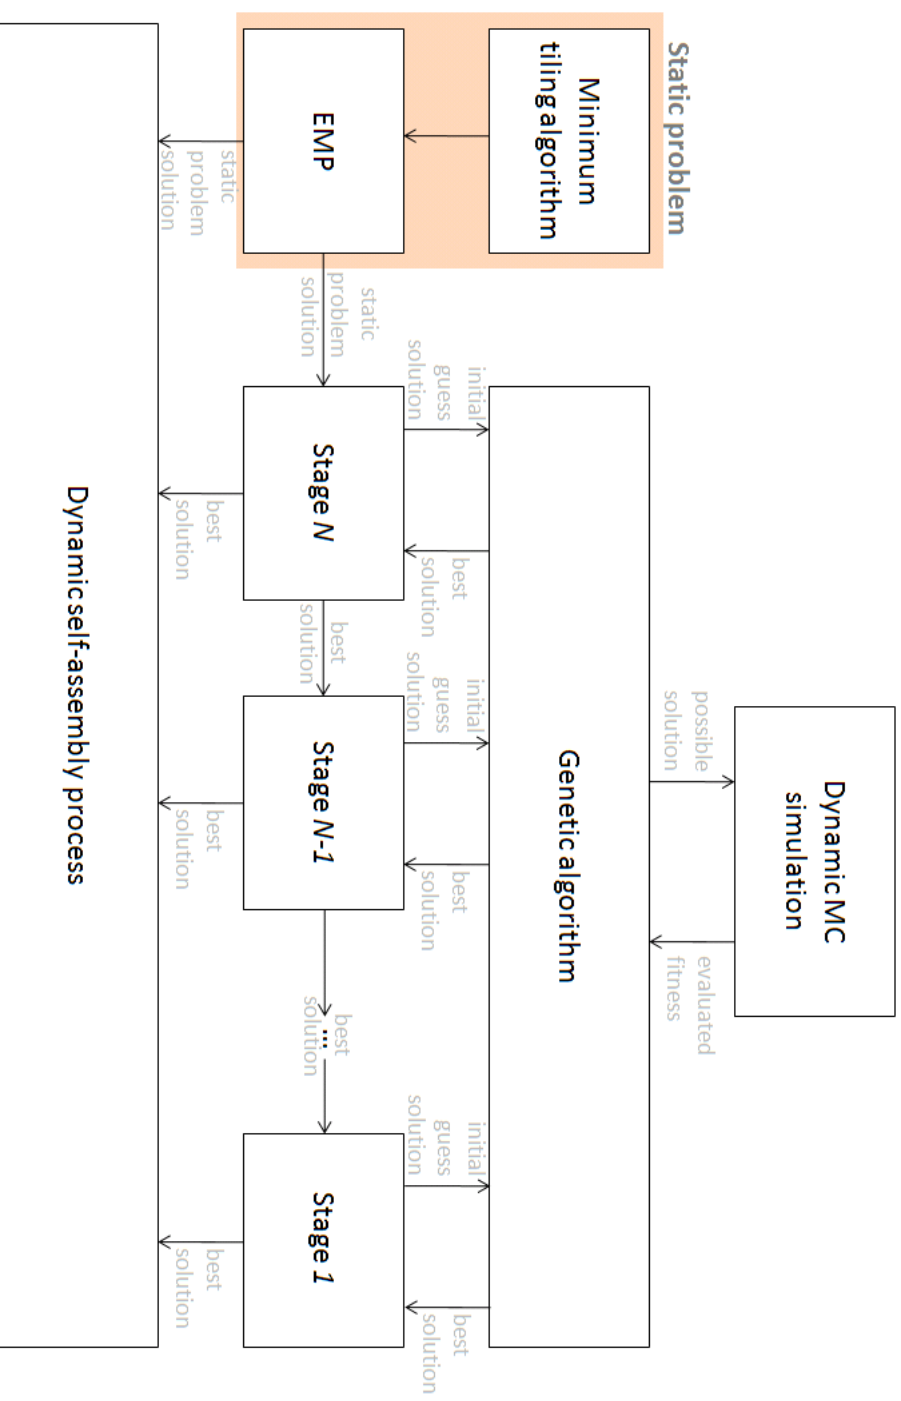 Static problem
Minimum
tiling algorithm
EMP
static
problem
solution
static
problem
solution
Dynamic MC
simulation
possible
solution
evaluated
fitness
Genetic algorithm
initial
guess
solution
best
solution
initial
guess
solution
best
solution
initial
guess
solution
best
solution
Stage N
best
solution
Stage N-1
best
...
solution
Stage 1
best
solution
best
solution
best
solution
Dynamic self-assembly process